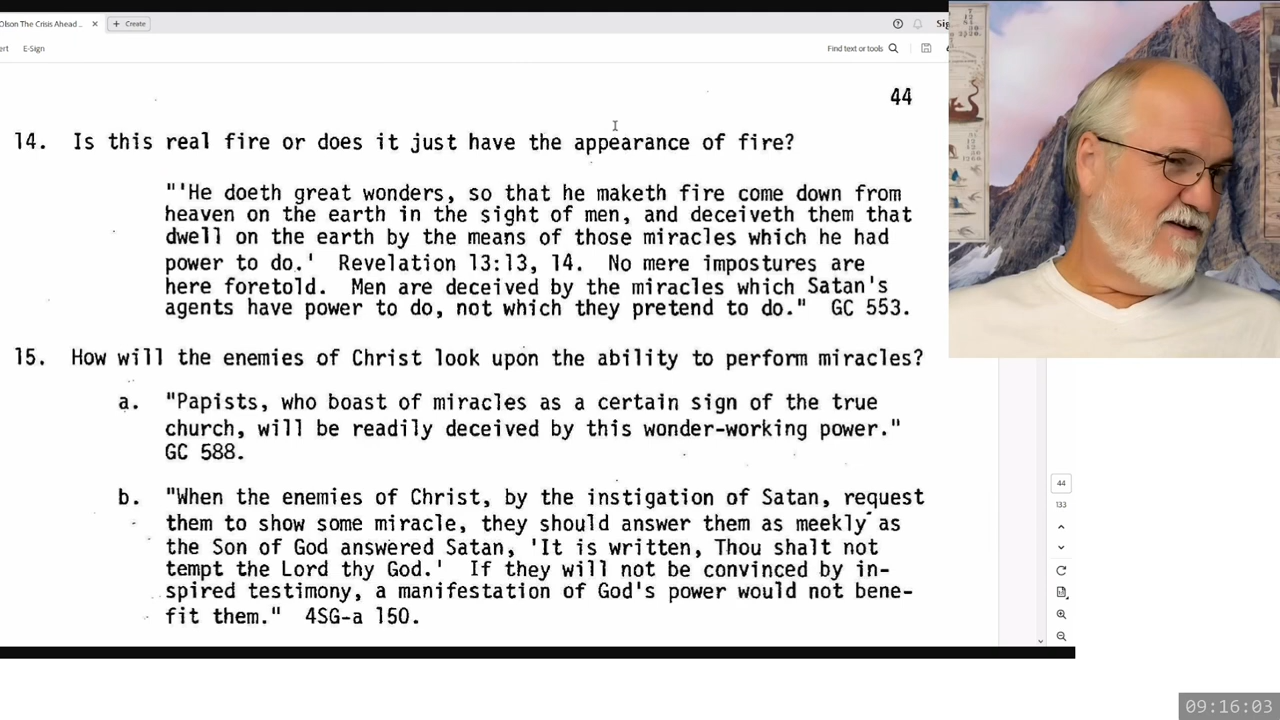 Olson The Crisis Ahead ...
Create
E-Sign
Find text or tools
44
14. Is this real fire or does it just have the appearance of fire?
"'He doeth great wonders, so that he maketh fire come down from
heaven on the earth in the sight of men, and deceiveth them that
dwell on the earth by the means of those miracles which he had
power to do.' Revelation 13:13, 14. No mere impostures are
here foretold. Men are deceived by the miracles which Satan's
agents have power to do, not which they pretend to do." GC 553.
15. How will the enemies of Christ look upon the ability to perform miracles?
a. "Papists, who boast of miracles as a certain sign of the true
church, will be readily deceived by this wonder-working power."
GC 588.
b. "When the enemies of Christ, by the instigation of Satan, request
them to show some miracle, they should answer them as meekly as
the Son of God answered Satan, 'It is written, Thou shalt not
tempt the Lord thy God.' If they will not be convinced by in-
spired testimony, a manifestation of God's power would not bene-
fit them." 4SG-a 150.
44
133
09:16:03